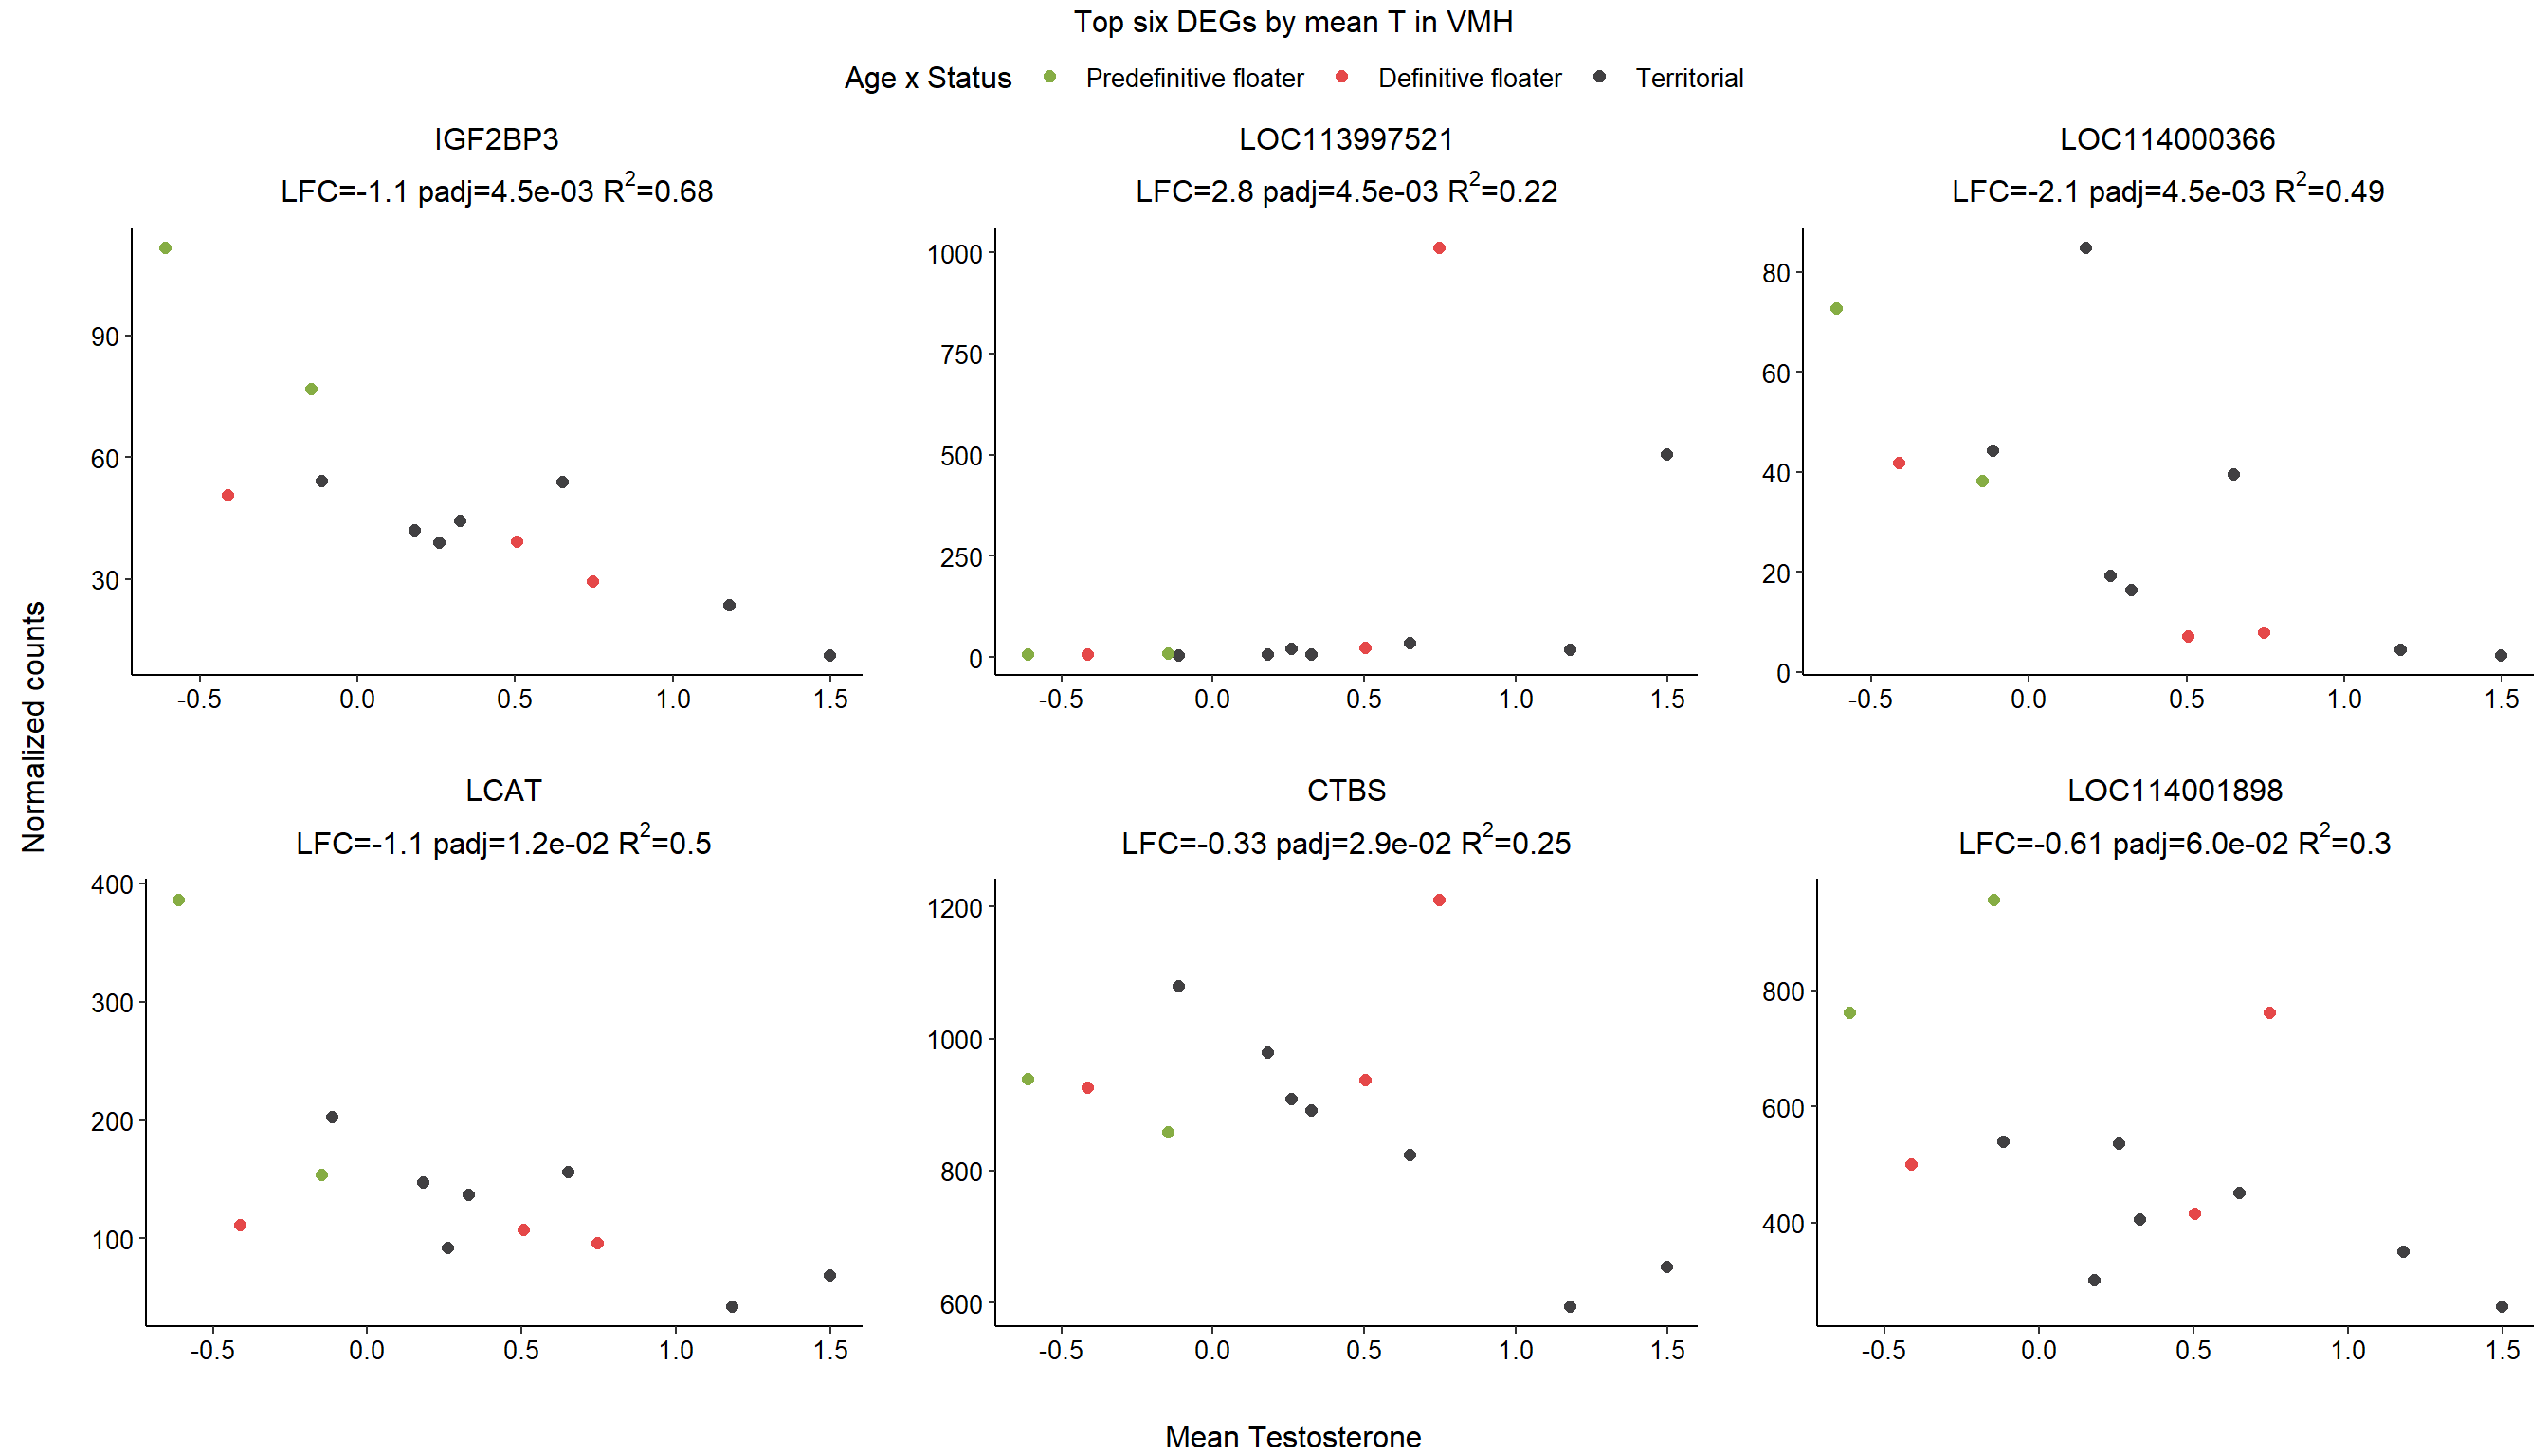 Top six DEGs by mean T in VMH
Age x Status Predefinitive floater Definitive floater Territorial
IGF2BP3
LFC=-1.1 padj=4.5e-03 R²=0.68
90
60
30
-0.5 0.0 0.5 1.0 1.5
LOC113997521
LFC=2.8 padj=4.5e-03 R²=0.22
1000
750
500
250
0
-0.5 0.0 0.5 1.0 1.5
LOC114000366
LFC=-2.1 padj=4.5e-03 R²=0.49
80
60
40
20
0
-0.5 0.0 0.5 1.0 1.5
Normalized counts
LCAT
LFC=-1.1 padj=1.2e-02 R²=0.5
400
300
200
100
-0.5 0.0 0.5 1.0 1.5
CTBS
LFC=-0.33 padj=2.9e-02 R²=0.25
1200
1000
800
600
-0.5 0.0 0.5 1.0 1.5
LOC114001898
LFC=-0.61 padj=6.0e-02 R²=0.3
800
600
400
-0.5 0.0 0.5 1.0 1.5
Mean Testosterone